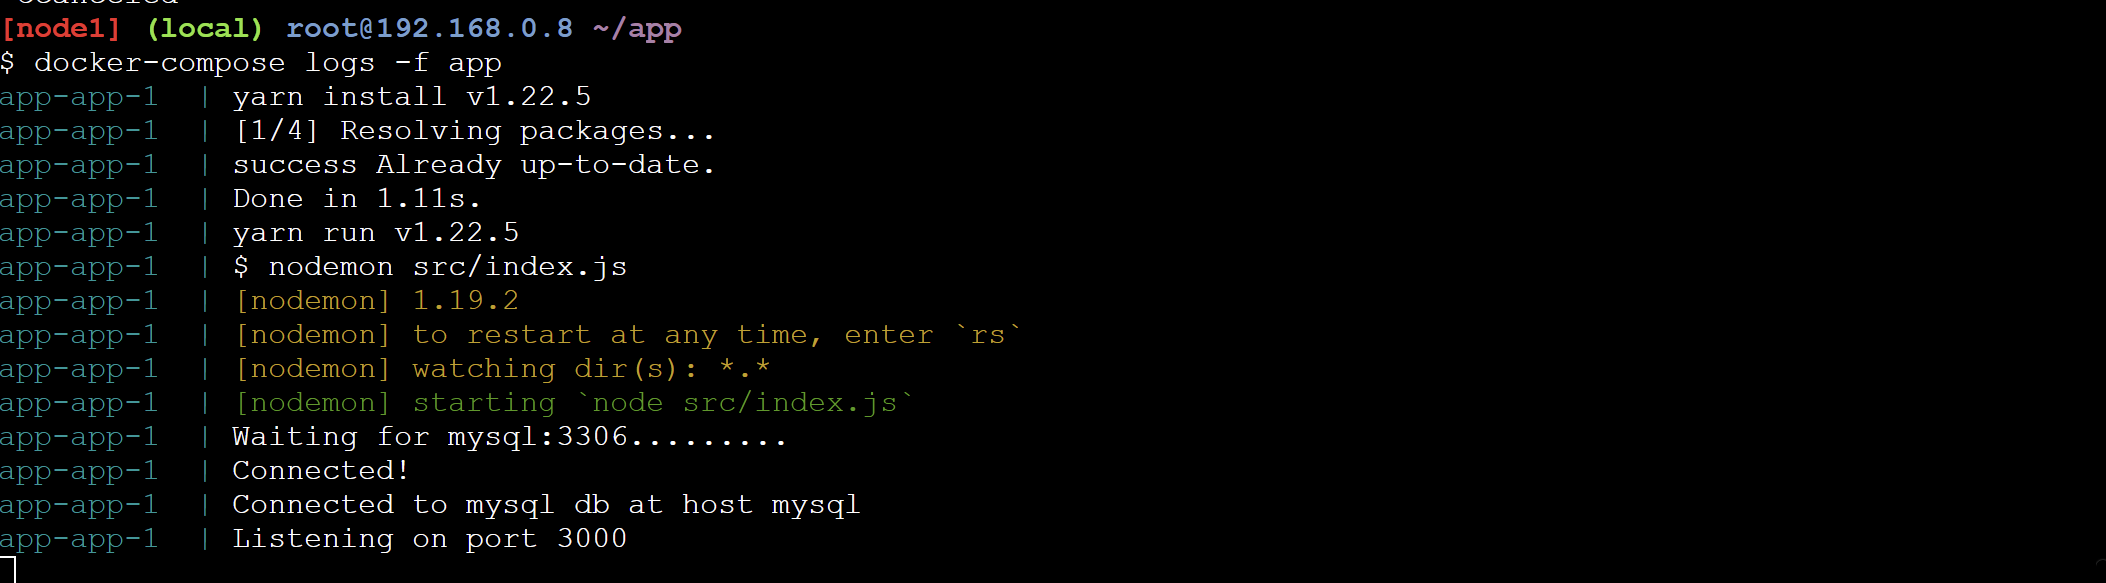 [node1] (local) root@192.168.0.8 ~/app
$ docker-compose logs -f app
app-app-1  | yarn install v1.22.5
app-app-1  | [1/4] Resolving packages...
app-app-1  | success Already up-to-date.
app-app-1  | Done in 1.11s.
app-app-1  | yarn run v1.22.5
app-app-1  | $ nodemon src/index.js
app-app-1  | [nodemon] 1.19.2
app-app-1  | [nodemon] to restart at any time, enter `rs`
app-app-1  | [nodemon] watching dir(s): *.*
app-app-1  | [nodemon] starting `node src/index.js`
app-app-1  | Waiting for mysql:3306.........
app-app-1  | Connected!
app-app-1  | Connected to mysql db at host mysql
app-app-1  | Listening on port 3000